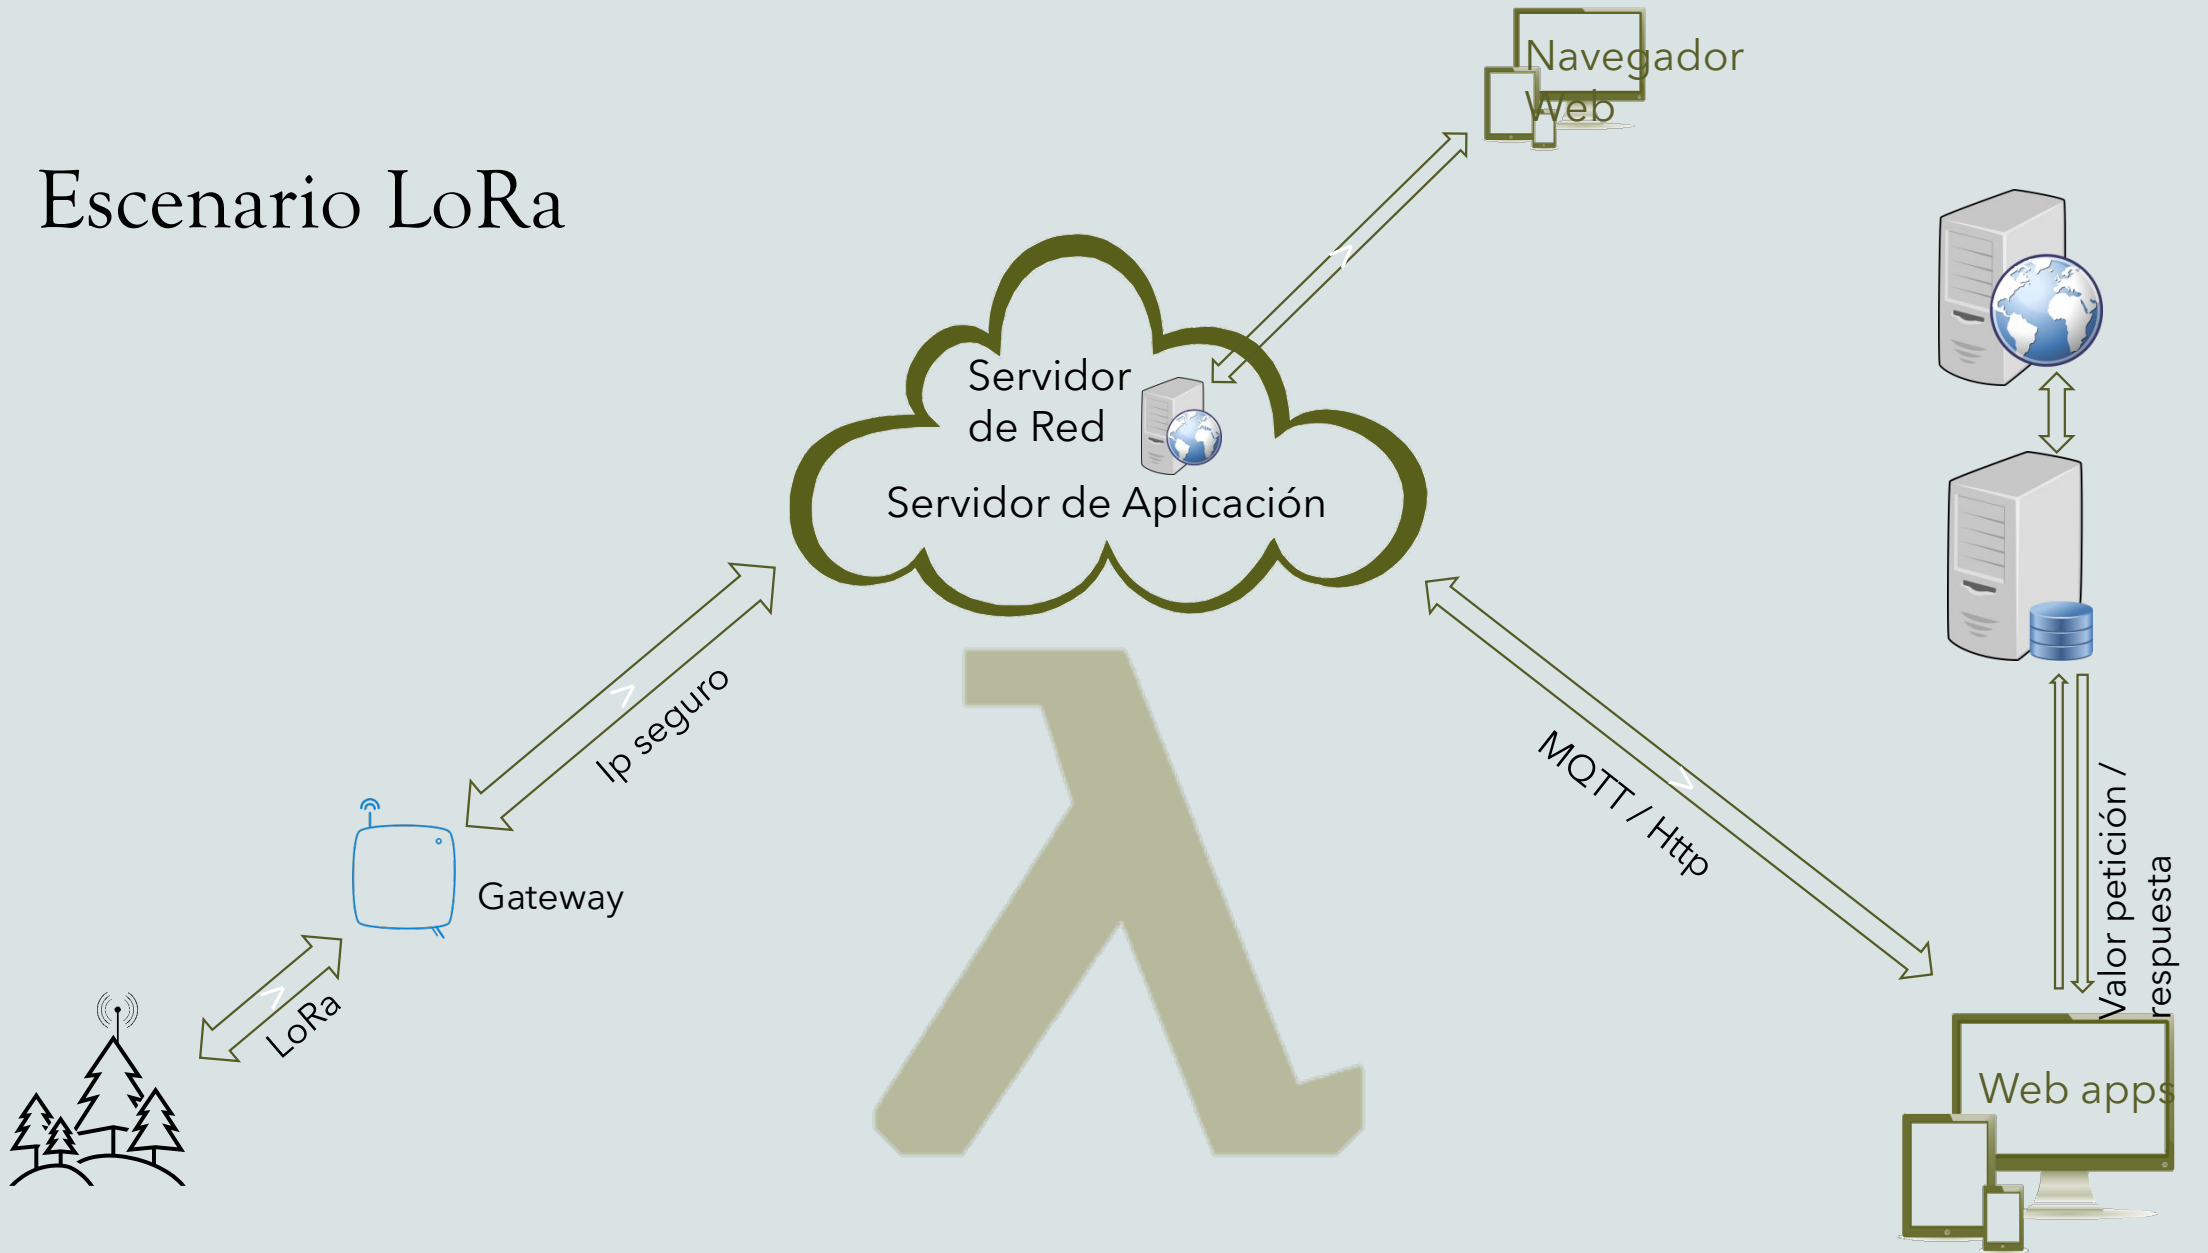 Navegador
Web
Escenario LoRa
Servidor
de Red
Servidor de Aplicación
Ip seguro
MQTT / Http
Valor petición /
respuesta
Gateway
LoRa
Web apps